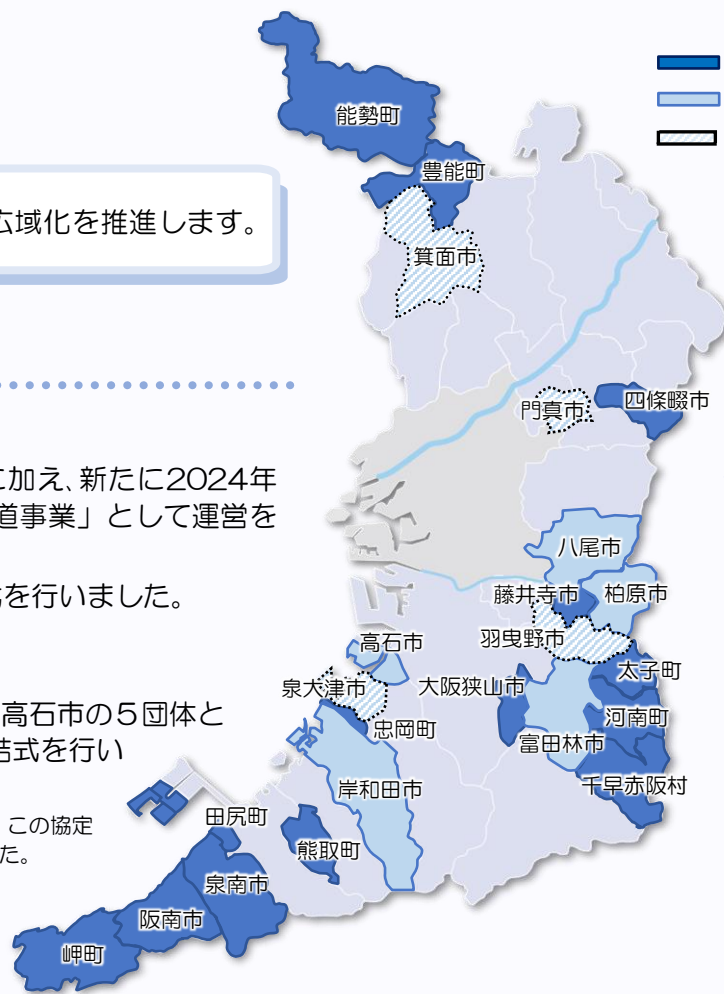 広域化を推進します。
に加え、新たに2024年
道事業」として運営を
を行いました。
高石市の5団体と
結式を行い
この協定
た。
能勢町
豊能町
箕面市
門真市
四條畷市
八尾市
藤井寺市
柏原市
羽曳野市
高石市
太子町
泉大津市
大阪狭山市
河南町
忠岡町
富田林市
岸和田市
千早赤阪村
田尻町
熊取町
泉南市
阪南市
岬町